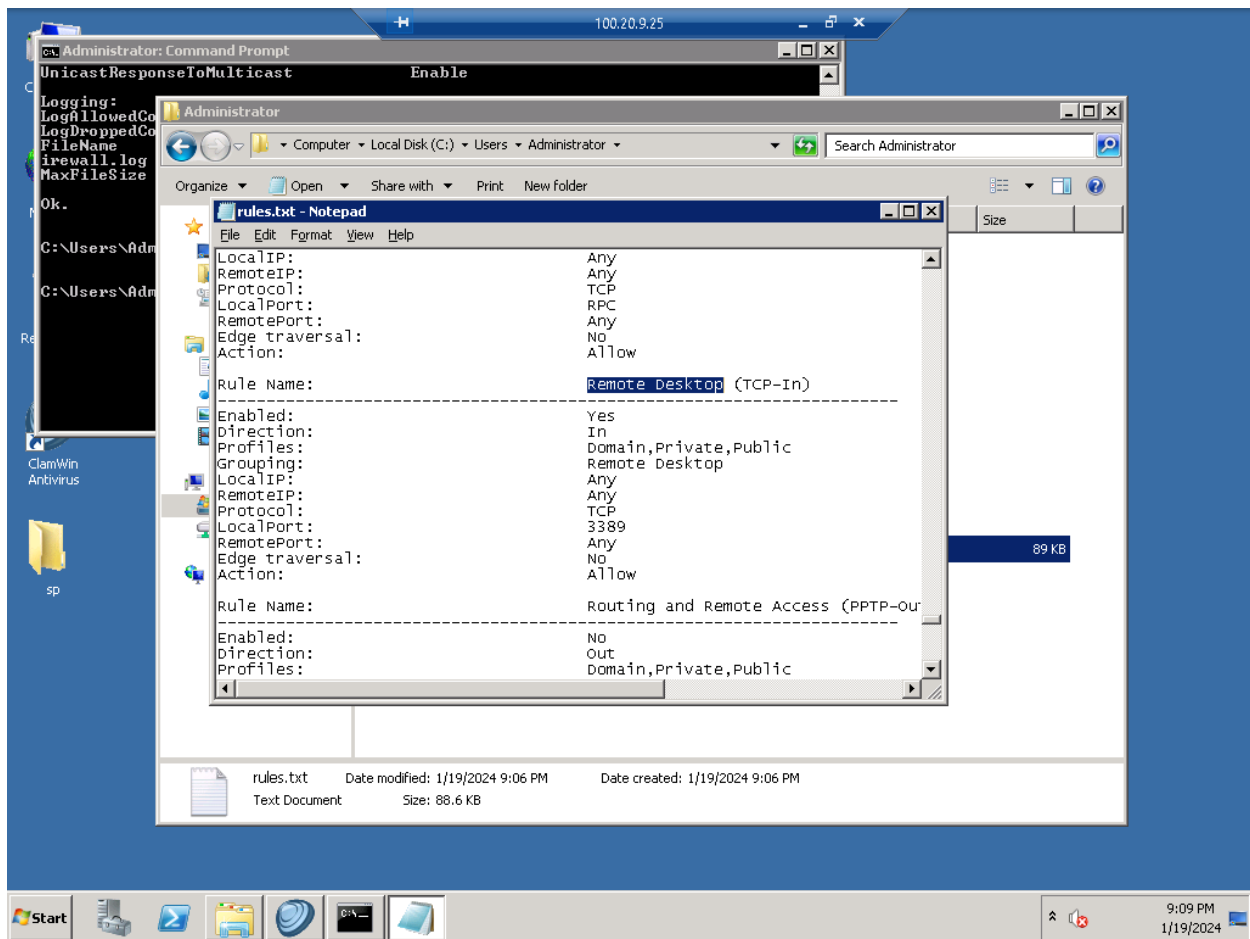 100.20.9.25
Administrator: Command Prompt
UnicastResponseToMulticast Enable
Logging:
LogAllowedCo
LogDroppedCo
FileName
irewall.log
MaxFileSize
Ok.
C:\Users\Adm
C:\Users\Adm
Administrator
Computer Local Disk (C:) Users Administrator
Search Administrator
Organize Open Share with Print New folder
Size
rules.txt - Notepad
File Edit Format View Help
LocalIP: Any
RemoteIP: Any
Protocol: TCP
LocalPort: RPC
RemotePort: Any
Edge traversal: No
Action: Allow
Rule Name: Remote Desktop (TCP-In)
----------------------------------------------------------------------
Enabled: Yes
Direction: In
Profiles: Domain,Private,Public
Grouping: Remote Desktop
LocalIP: Any
RemoteIP: Any
Protocol: TCP
LocalPort: 3389
RemotePort: Any
Edge traversal: No
Action: Allow
Rule Name: Routing and Remote Access (PPTP-Ou
----------------------------------------------------------------------
Enabled: No
Direction: Out
Profiles: Domain,Private,Public
89 KB
rules.txt Date modified: 1/19/2024 9:06 PM Date created: 1/19/2024 9:06 PM
Text Document Size: 88.6 KB
Re
ClamWin
Antivirus
sp
Start
C:\_
9:09 PM
1/19/2024